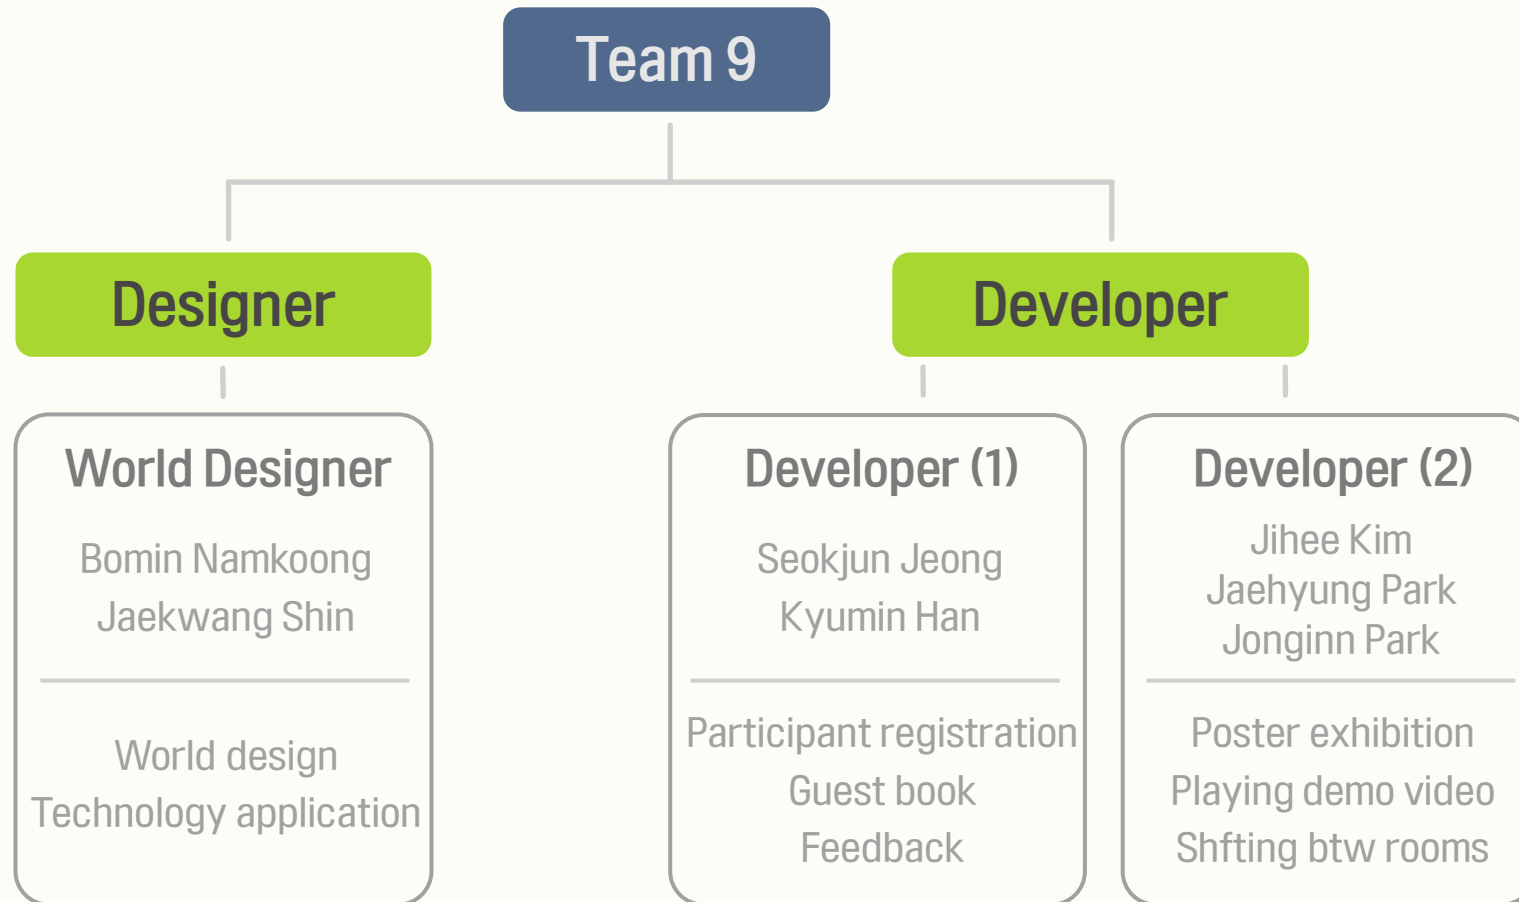 Team 9
Designer
Developer
World Designer
Bomin Namkoong
Jaekwang Shin
World design
Technology application
Developer (1)
Seokjun Jeong
Kyumin Han
Participant registration
Guest book
Feedback
Developer (2)
Jihee Kim
Jaehyung Park
Jonginn Park
Poster exhibition
Playing demo video
Shfting btw rooms